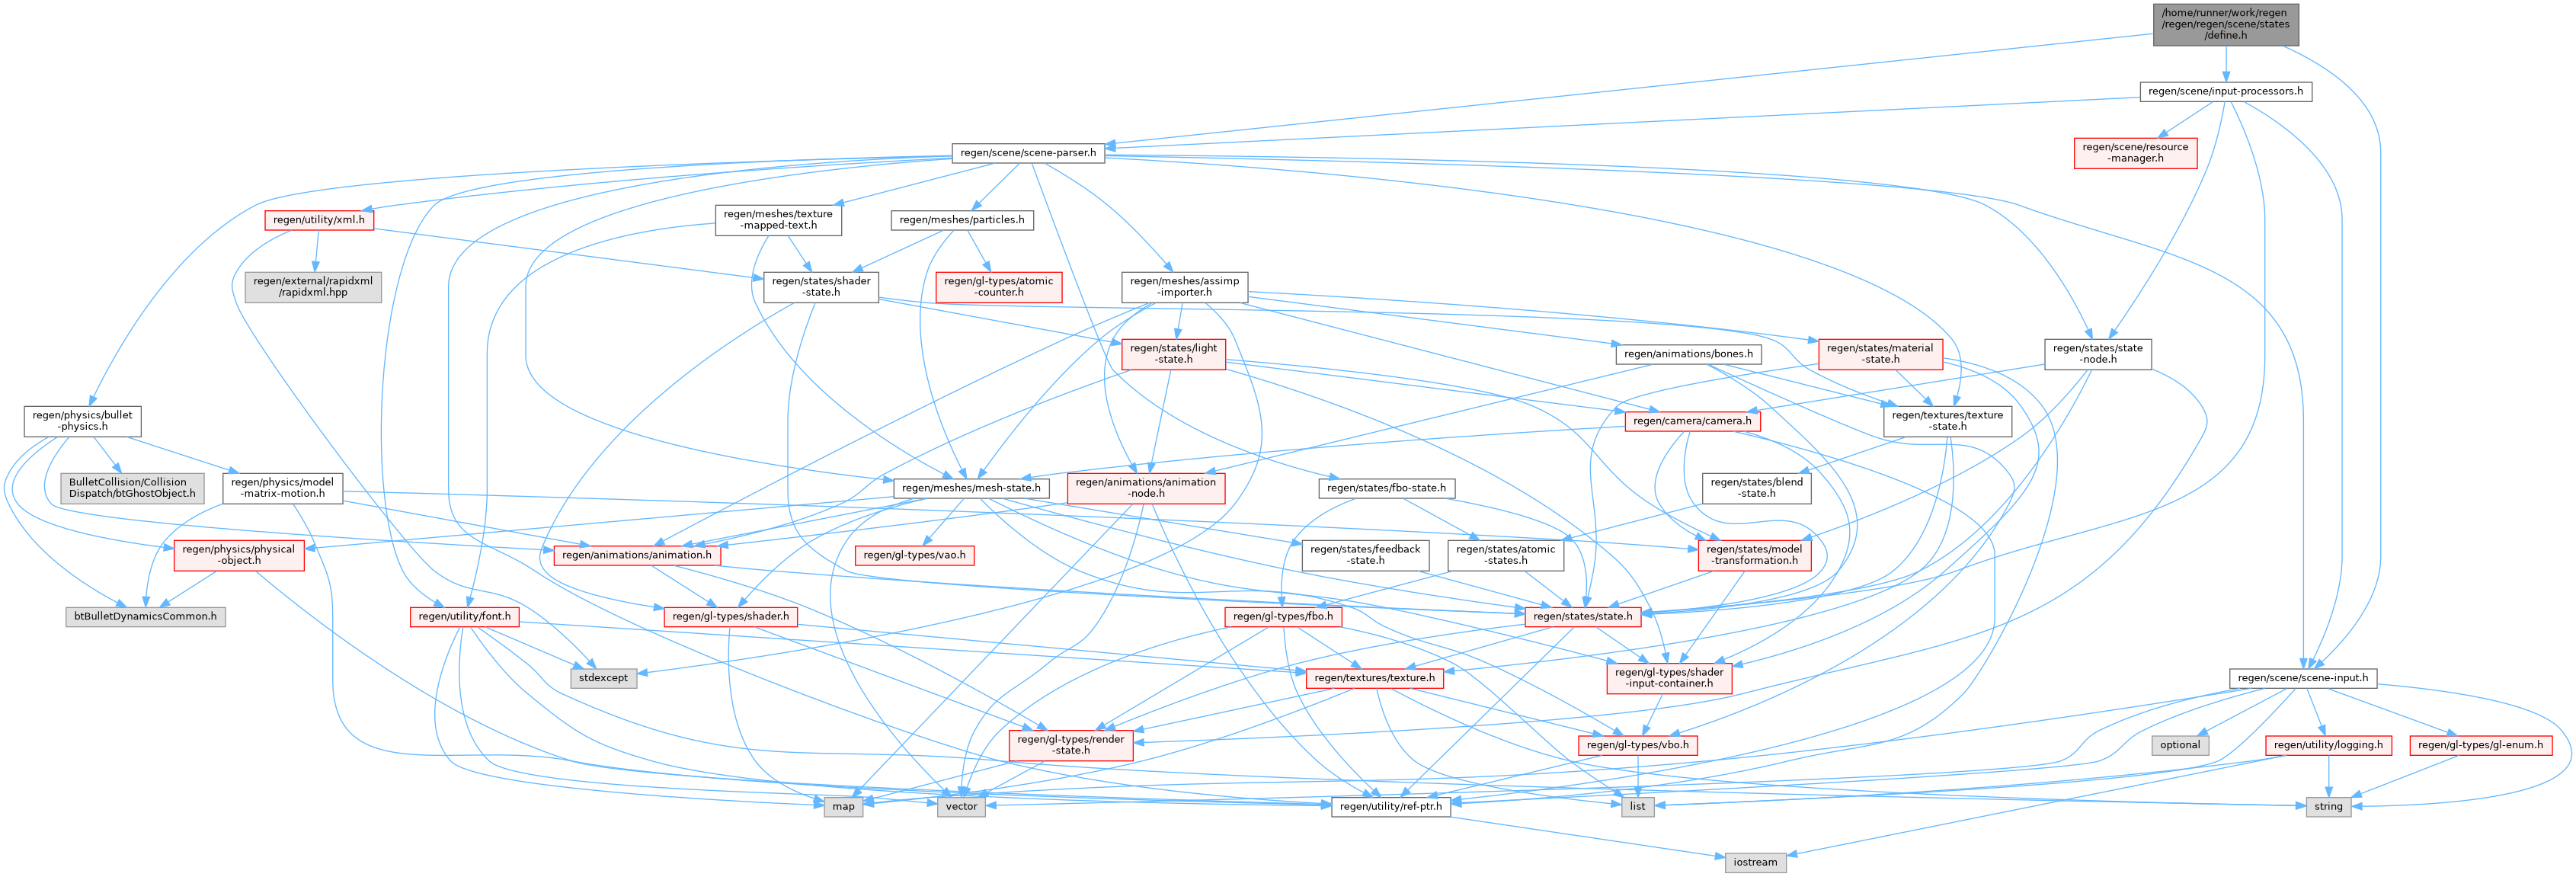 /home/runner/work/regen
/regen/regen/scene/states
/define.h
regen/scene/input-processors.h
regen/scene/resource
-manager.h
regen/scene/scene-parser.h
regen/utility/xml.h
regen/meshes/texture
-mapped-text.h
regen/meshes/particles.h
regen/external/rapidxml
/rapidxml.hpp
regen/states/shader
-state.h
regen/gl-types/atomic
-counter.h
regen/meshes/assimp
-importer.h
regen/states/light
-state.h
regen/animations/bones.h
regen/states/material
-state.h
regen/states/state
-node.h
regen/physics/bullet
-physics.h
regen/camera/camera.h
regen/textures/texture
-state.h
BulletCollision/Collision
Dispatch/btGhostObject.h
regen/physics/model
-matrix-motion.h
regen/meshes/mesh-state.h
regen/animations/animation
-node.h
regen/states/fbo-state.h
regen/states/blend
-state.h
regen/physics/physical
-object.h
regen/animations/animation.h
regen/gl-types/vao.h
regen/states/feedback
-state.h
regen/states/atomic
-states.h
regen/states/model
-transformation.h
btBulletDynamicsCommon.h
regen/utility/font.h
regen/gl-types/shader.h
regen/gl-types/fbo.h
regen/states/state.h
stdexcept
regen/textures/texture.h
regen/gl-types/shader
-input-container.h
regen/scene/scene-input.h
regen/gl-types/render
-state.h
regen/gl-types/vbo.h
optional
regen/utility/logging.h
regen/gl-types/gl-enum.h
map
vector
regen/utility/ref-ptr.h
list
string
iostream